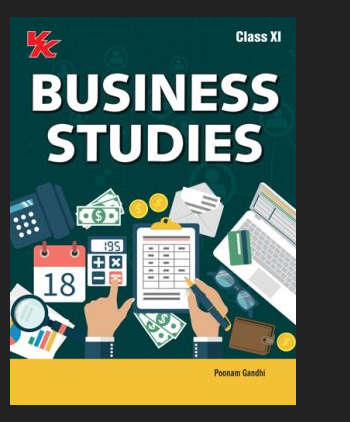 VK
Class XI
BUSINESS
STUDIES
195
18
Poonam Gandhi